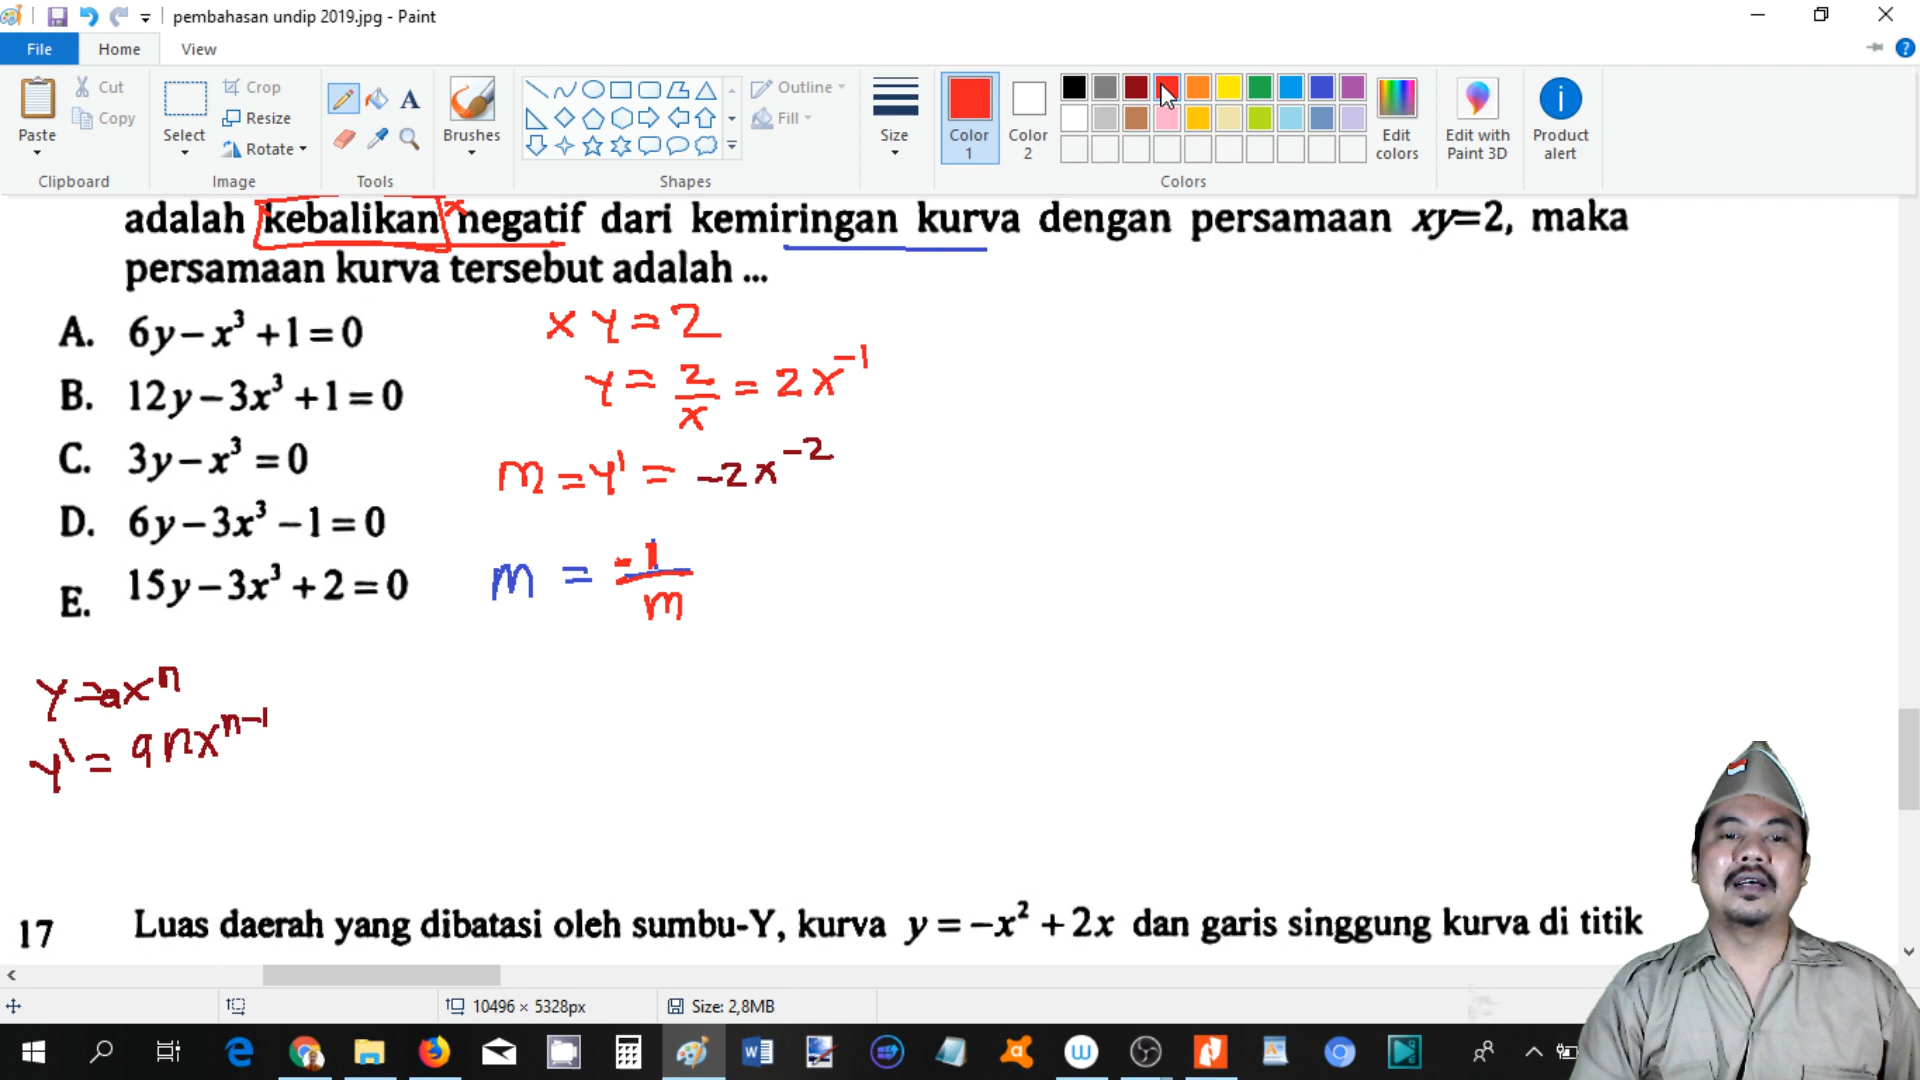 pembahasan undip 2019.jpg - Paint
File Home View
Paste
Cut
Copy
Clipboard
Select
Crop
Resize
Rotate
Image
Tools
Brushes
Shapes
Outline
Fill
Size
Color 1
Color 2
Colors
Edit colors
Edit with Paint 3D
Product alert
adalah kebalikan negatif dari kemiringan kurva dengan persamaan xy=2, maka
persamaan kurva tersebut adalah ...
A. 6y − x³ + 1 = 0
B. 12y − 3x³ + 1 = 0
C. 3y − x³ = 0
D. 6y − 3x³ − 1 = 0
E. 15y − 3x³ + 2 = 0
x y = 2
y = 2/x = 2x⁻¹
m = y' = -2x⁻²
m = -1/m
y = axⁿ
y' = anxⁿ⁻¹
17 Luas daerah yang dibatasi oleh sumbu-Y, kurva y = −x² + 2x dan garis singgung kurva di titik
10496 × 5328px
Size: 2,8MB